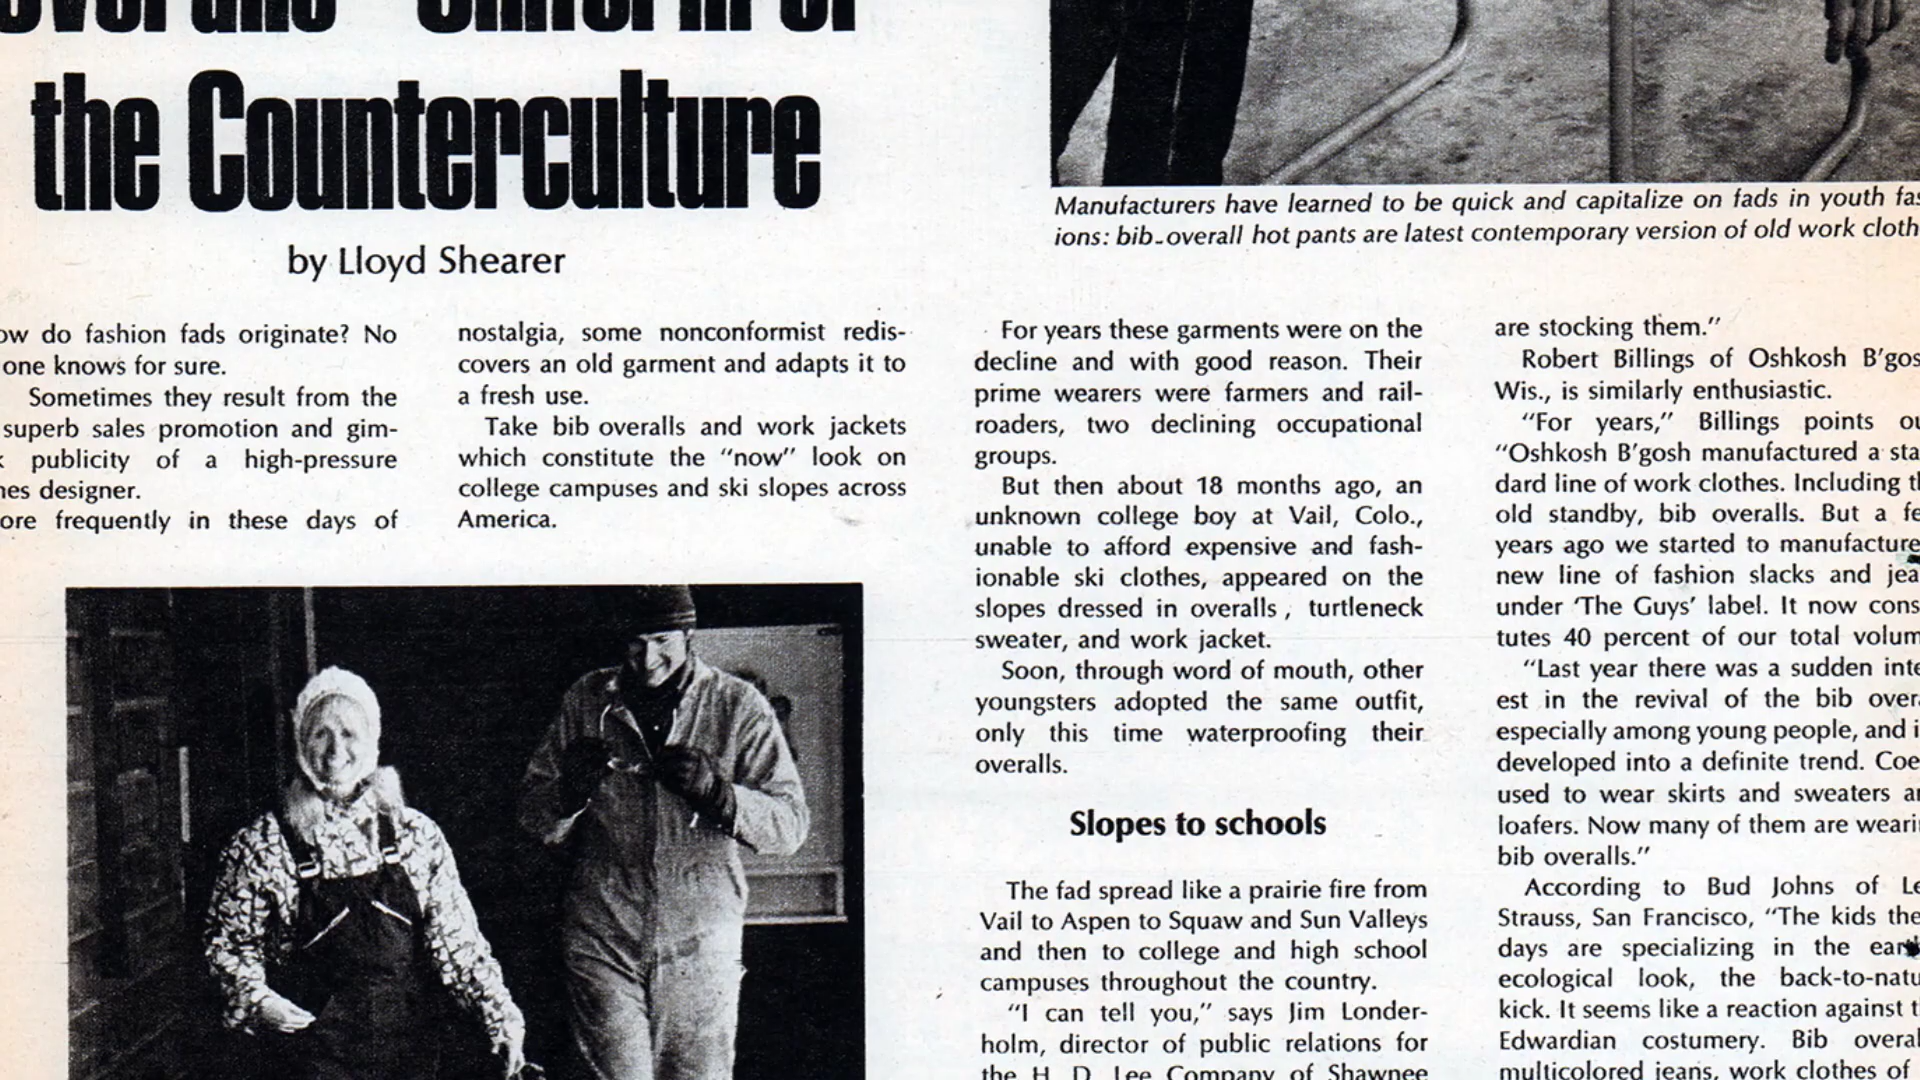 the Counterculture
by Lloyd Shearer
do fashion fads originate? No
one knows for sure.
Sometimes they result from the
superb sales promotion and gim-
publicity of a high-pressure
designer.
frequently in these days of
nostalgia, some nonconformist redis-
covers an old garment and adapts it to
a fresh use.
Take bib overalls and work jackets
which constitute the “now” look on
college campuses and ski slopes across
America.
Manufacturers have learned to be quick and capitalize on fads in youth fas
ions: bib-overall hot pants are latest contemporary version of old work cloth
For years these garments were on the
decline and with good reason. Their
prime wearers were farmers and rail-
roaders, two declining occupational
groups.
But then about 18 months ago, an
unknown college boy at Vail, Colo.,
unable to afford expensive and fash-
ionable ski clothes, appeared on the
slopes dressed in overalls, turtleneck
sweater, and work jacket.
Soon, through word of mouth, other
youngsters adopted the same outfit,
only this time waterproofing their
overalls.
Slopes to schools
The fad spread like a prairie fire from
Vail to Aspen to Squaw and Sun Valleys
and then to college and high school
campuses throughout the country.
“I can tell you,” says Jim Londer-
holm, director of public relations for
the H. D. Lee Company of Shawnee
are stocking them.”
Robert Billings of Oshkosh B’gos
Wis., is similarly enthusiastic.
“For years,” Billings points ou
“Oshkosh B’gosh manufactured a sta
dard line of work clothes. Including t
old standby, bib overalls. But a fe
years ago we started to manufacture
new line of fashion slacks and jea
under ‘The Guys’ label. It now cons
tutes 40 percent of our total volum
“Last year there was a sudden inte
est in the revival of the bib over
especially among young people, and i
developed into a definite trend. Coe
used to wear skirts and sweaters a
loafers. Now many of them are weari
bib overalls.”
According to Bud Johns of Le
Strauss, San Francisco, “The kids the
days are specializing in the eart
ecological look, the back-to-natu
kick. It seems like a reaction against t
Edwardian costumery. Bib overal
multicolored jeans, work clothes of